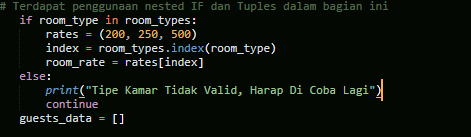 # Terdapat penggunaan nested IF dan Tuples dalam bagian ini
if room_type in room_types:
rates = (200, 250, 500)
index = room_types.index(room_type)
room_rate = rates[index]
else:
print("Tipe Kamar Tidak Valid, Harap Di Coba Lagi")
continue
guests_data = []